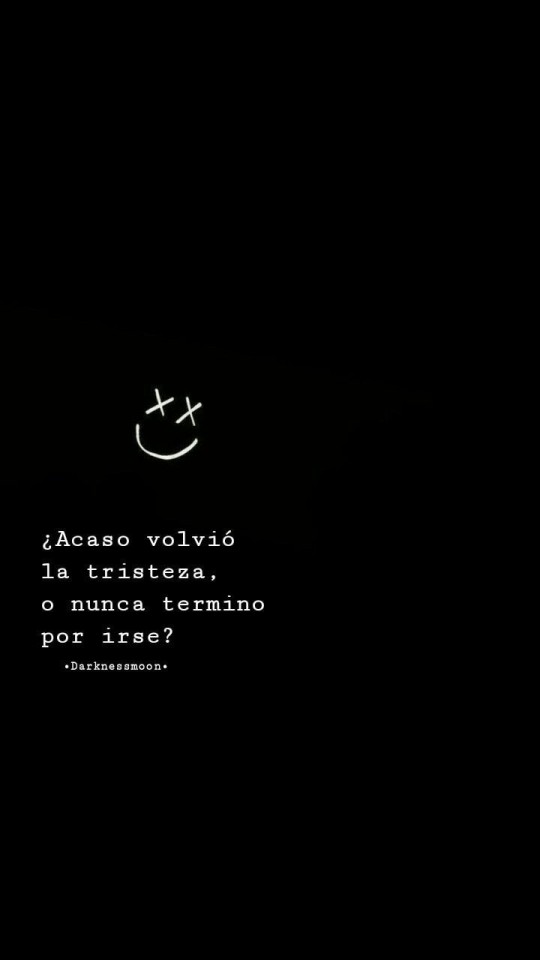 ¿Acaso volvió
la tristeza,
o nunca termino
por irse?
•Darknessmoon•